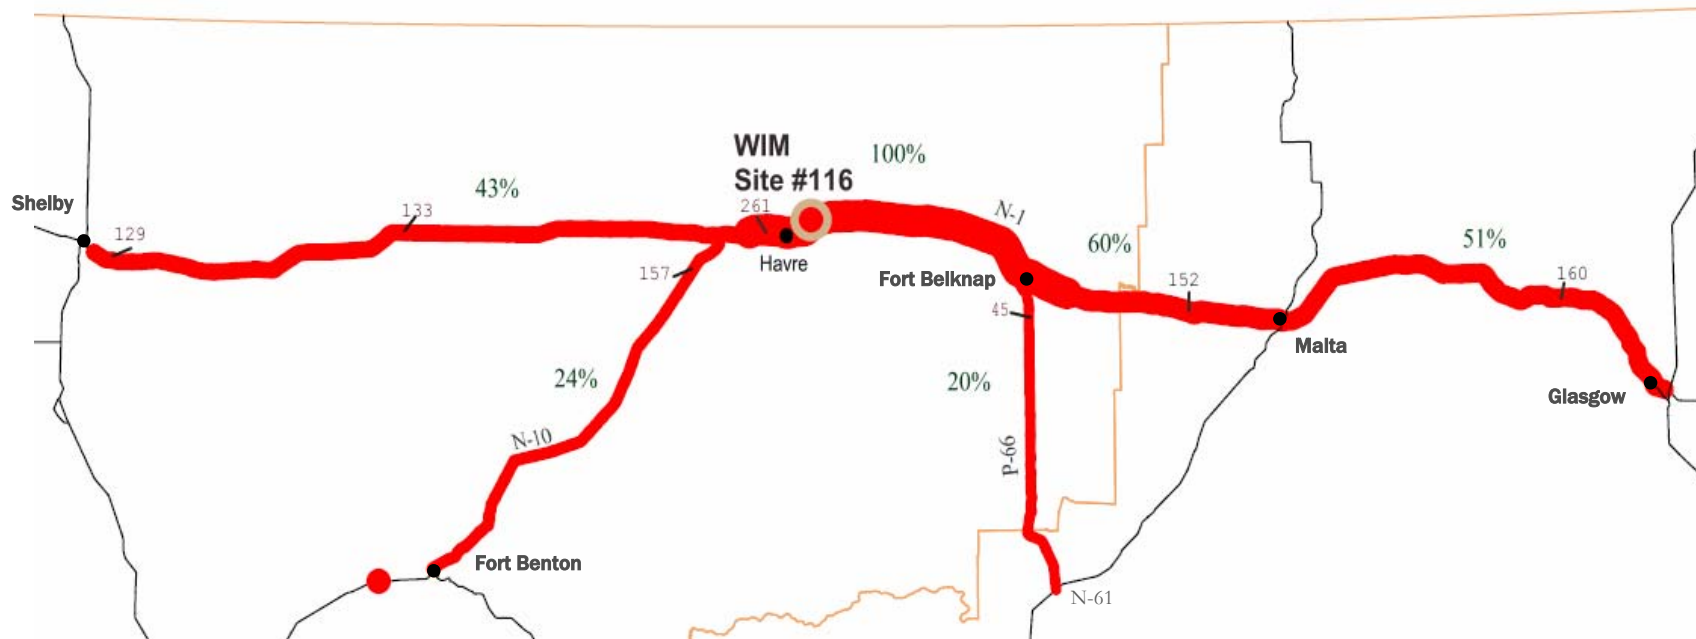 WIM
Site #116
100%
43%
Shelby
133
261
N-1
129
60%
51%
Havre
157
Fort Belknap
152
160
45
Malta
24%
20%
Glasgow
N-10
P-66
Fort Benton
N-61